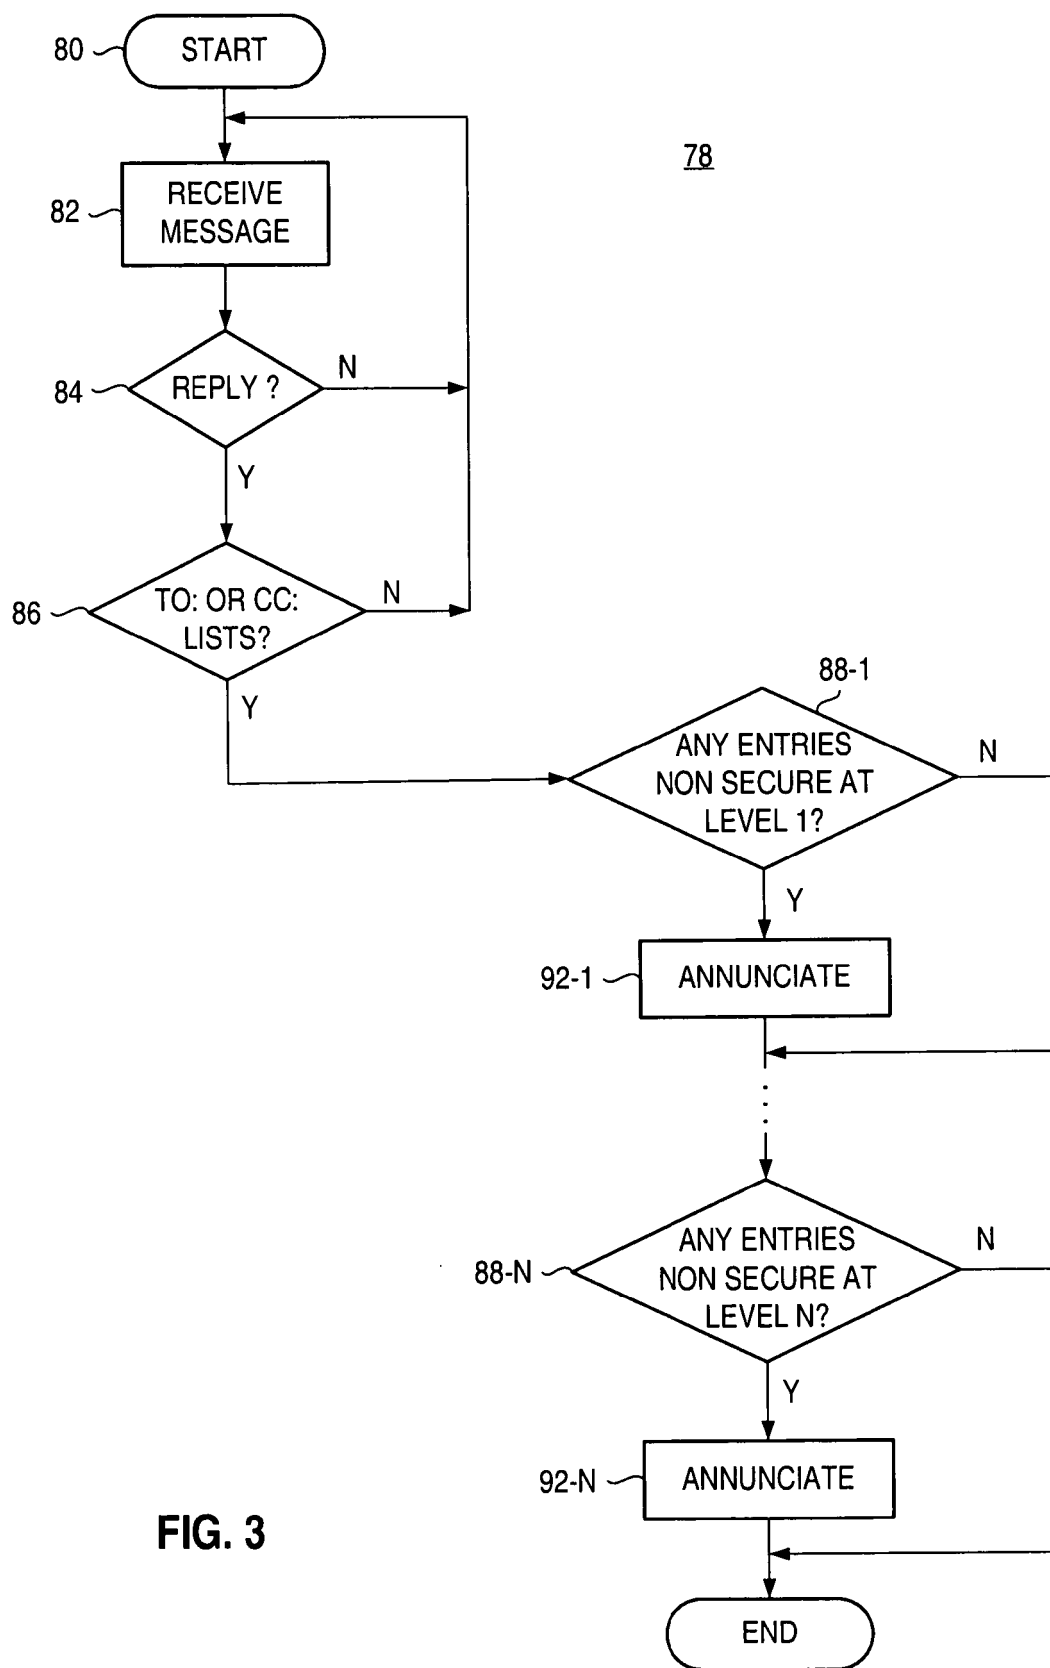 80
START
78
82
RECEIVE
MESSAGE
84
REPLY ?
N
Y
86
TO: OR CC:
LISTS?
N
Y
88-1
ANY ENTRIES
NON SECURE AT
LEVEL 1?
N
Y
92-1
ANNUNCIATE
88-N
ANY ENTRIES
NON SECURE AT
LEVEL N?
N
Y
92-N
ANNUNCIATE
FIG. 3
END